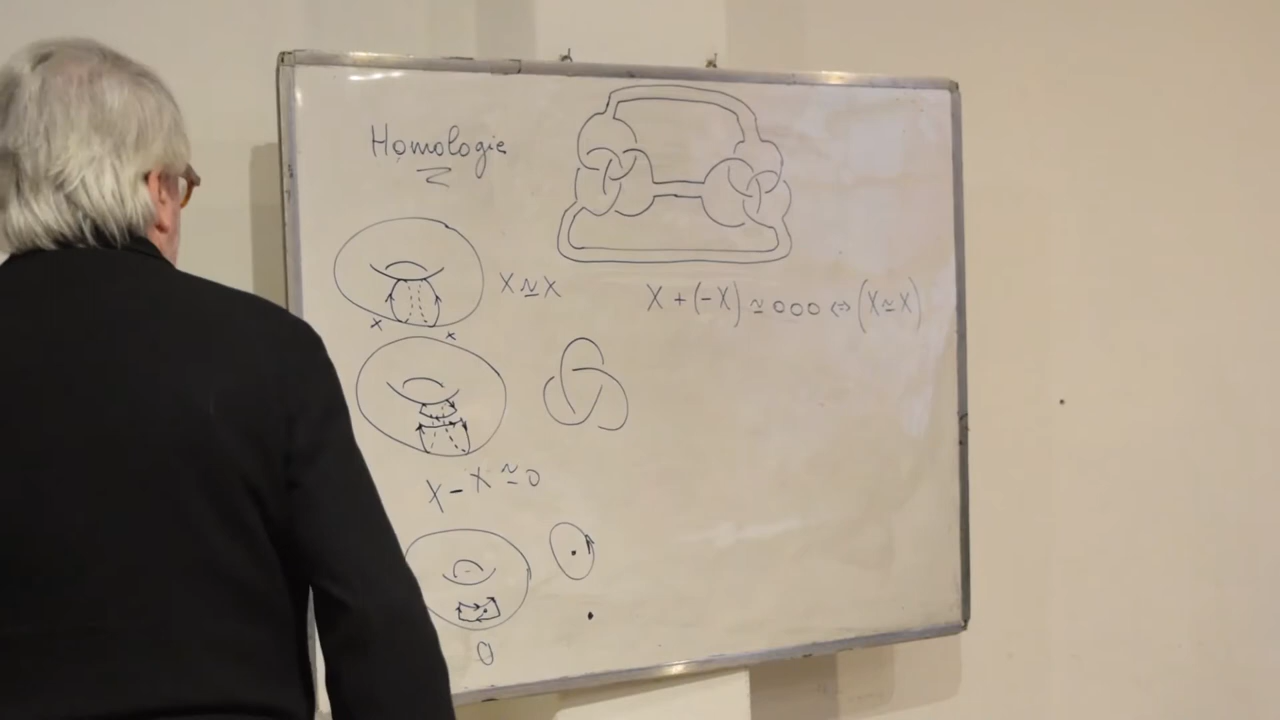 Homologie
X ≃ X
X + (-X) ≃ 000 ⇔ (X ≃ X)
x x
X - X ≃ 0
0